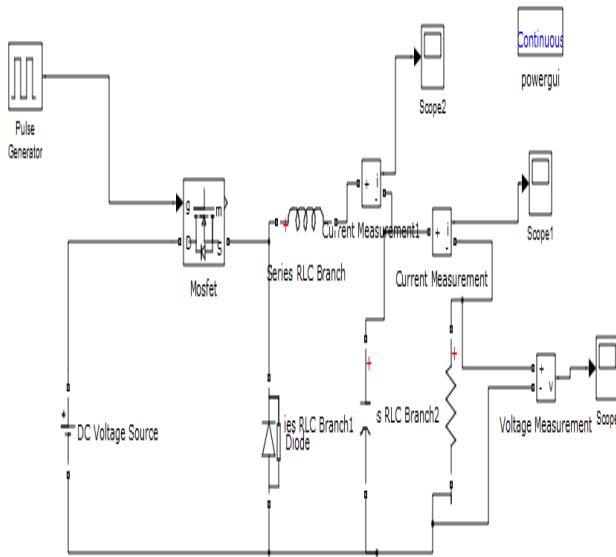 Continuous
powergui
Pulse
Generator
Scope2
g
m
D
S
Mosfet
+
i
-
Current Measurement1
Series RLC Branch
+
+
i
-
Current Measurement
Scope1
DC Voltage Source
+
ies RLC Branch1
Diode
+
s RLC Branch2
+
+
-
v
Voltage Measurement
Scope